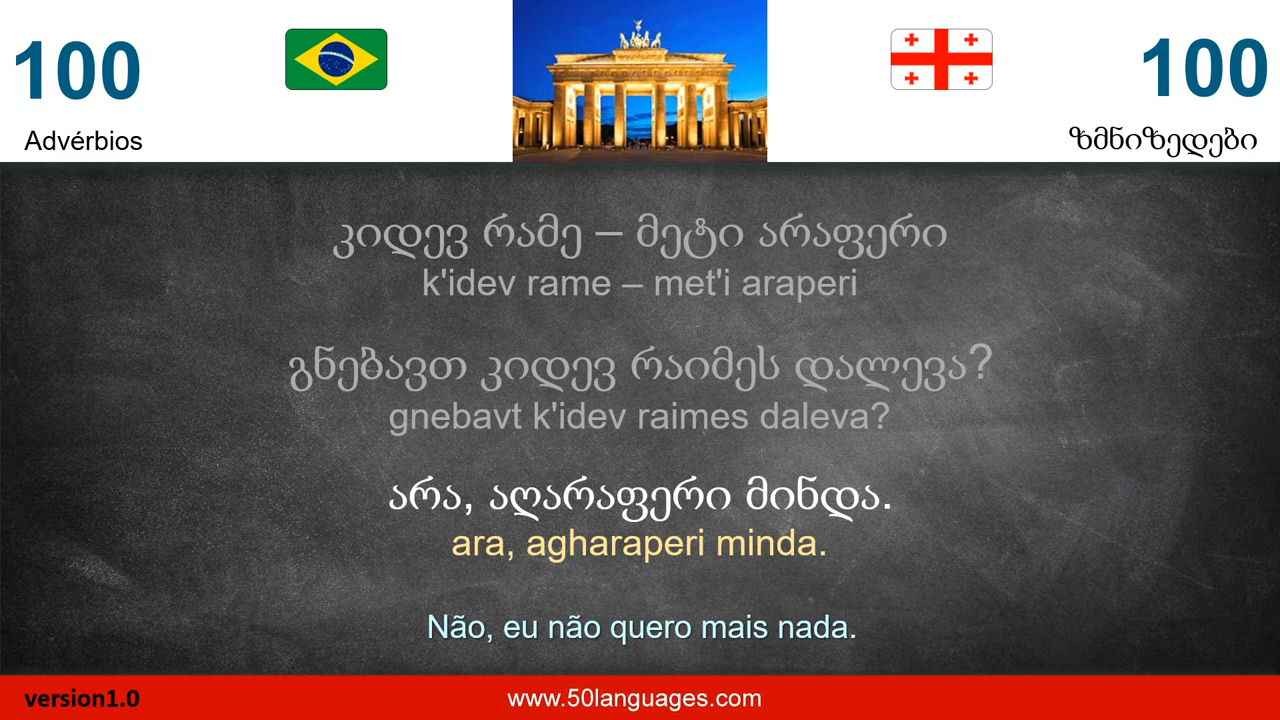 100
100
Advérbios
ზმნიზედები
კიდევ რამე – მეტი არაფერი
k'idev rame – met'i araperi
გნებავთ კიდევ რაიმეს დალევა?
gnebavt k'idev raimes daleva?
არა, აღარაფერი მინდა.
ara, agharaperi minda.
Não, eu não quero mais nada.
version1.0
www.50languages.com